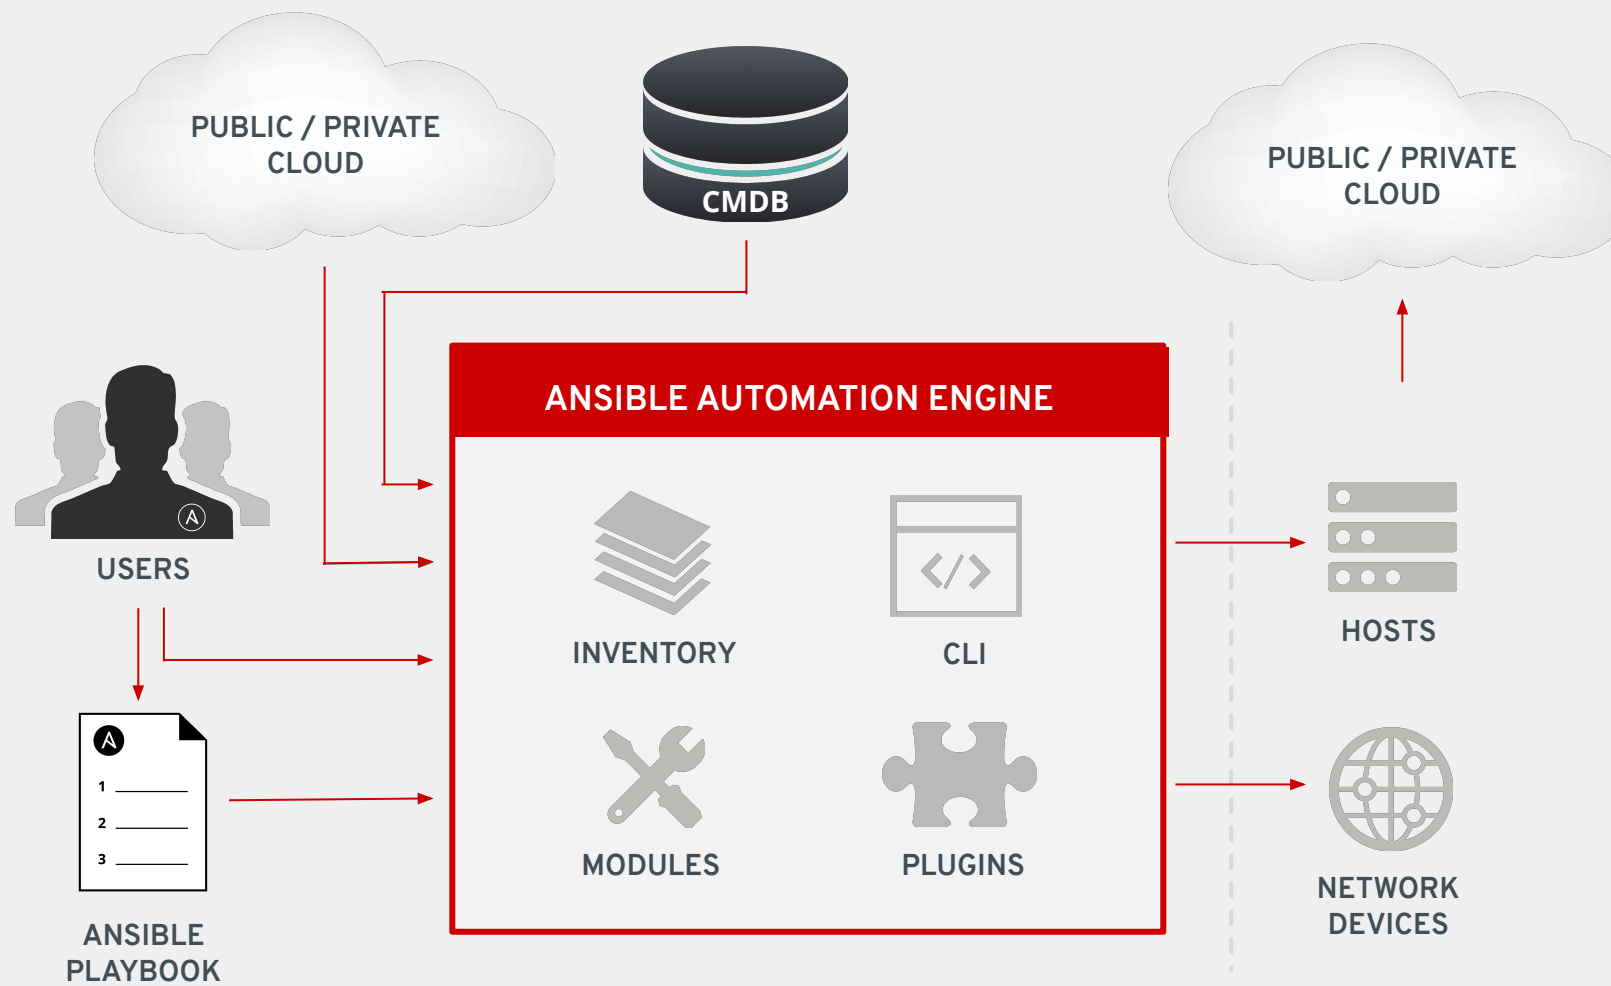 PUBLIC / PRIVATE
CLOUD
CMDB
PUBLIC / PRIVATE
CLOUD
ANSIBLE AUTOMATION ENGINE
USERS
INVENTORY
CLI
HOSTS
1
2
3
MODULES
PLUGINS
NETWORK
DEVICES
ANSIBLE
PLAYBOOK